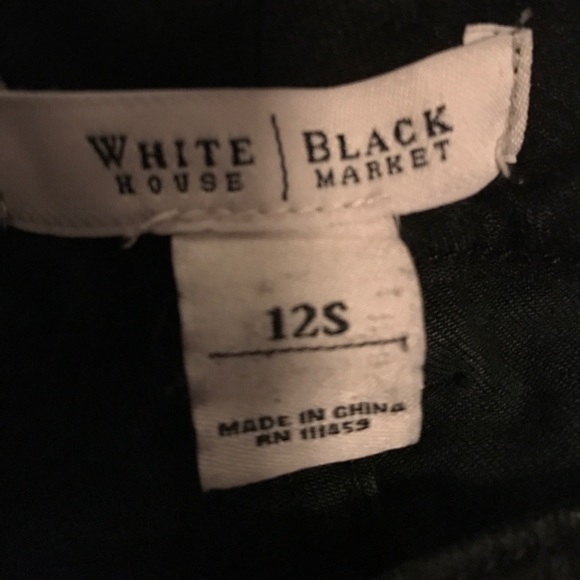 WHITE | BLACK
HOUSE | MARKET
12S
MADE IN CHINA
RN 111459